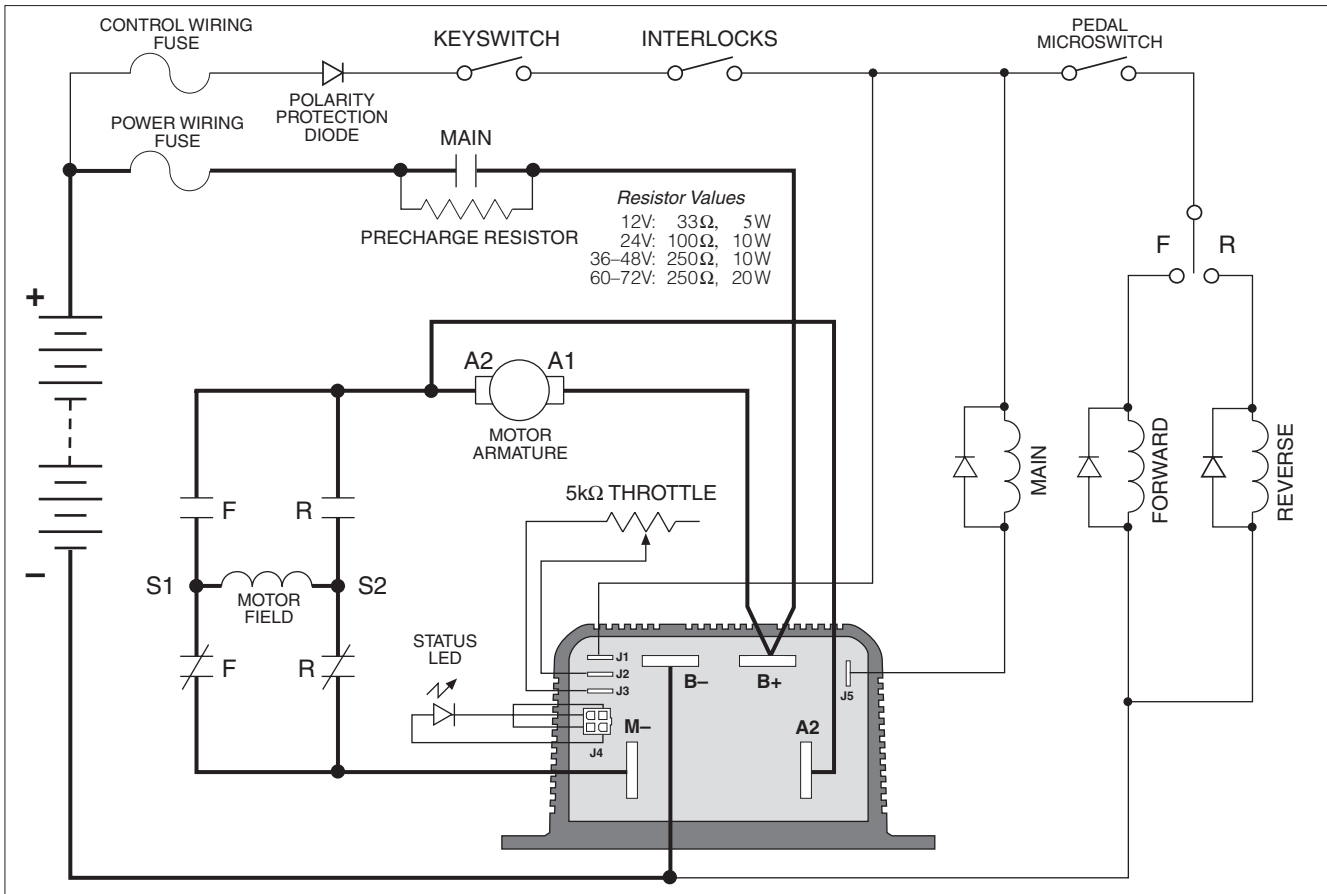 CONTROL WIRING
FUSE
KEYSWITCH
INTERLOCKS
PEDAL
MICROSWITCH
POLARITY
PROTECTION
DIODE
POWER WIRING
FUSE
MAIN
PRECHARGE RESISTOR
Resistor Values
12V: 33Ω, 5W
24V: 100Ω, 10W
36–48V: 250Ω, 10W
60–72V: 250Ω, 20W
F R
+
–
A2 A1
MOTOR
ARMATURE
5kΩ THROTTLE
F R
S1 S2
MOTOR
FIELD
F R
STATUS
LED
J1
J2
J3
J4
B–
B+
J5
M–
A2
MAIN
FORWARD
REVERSE